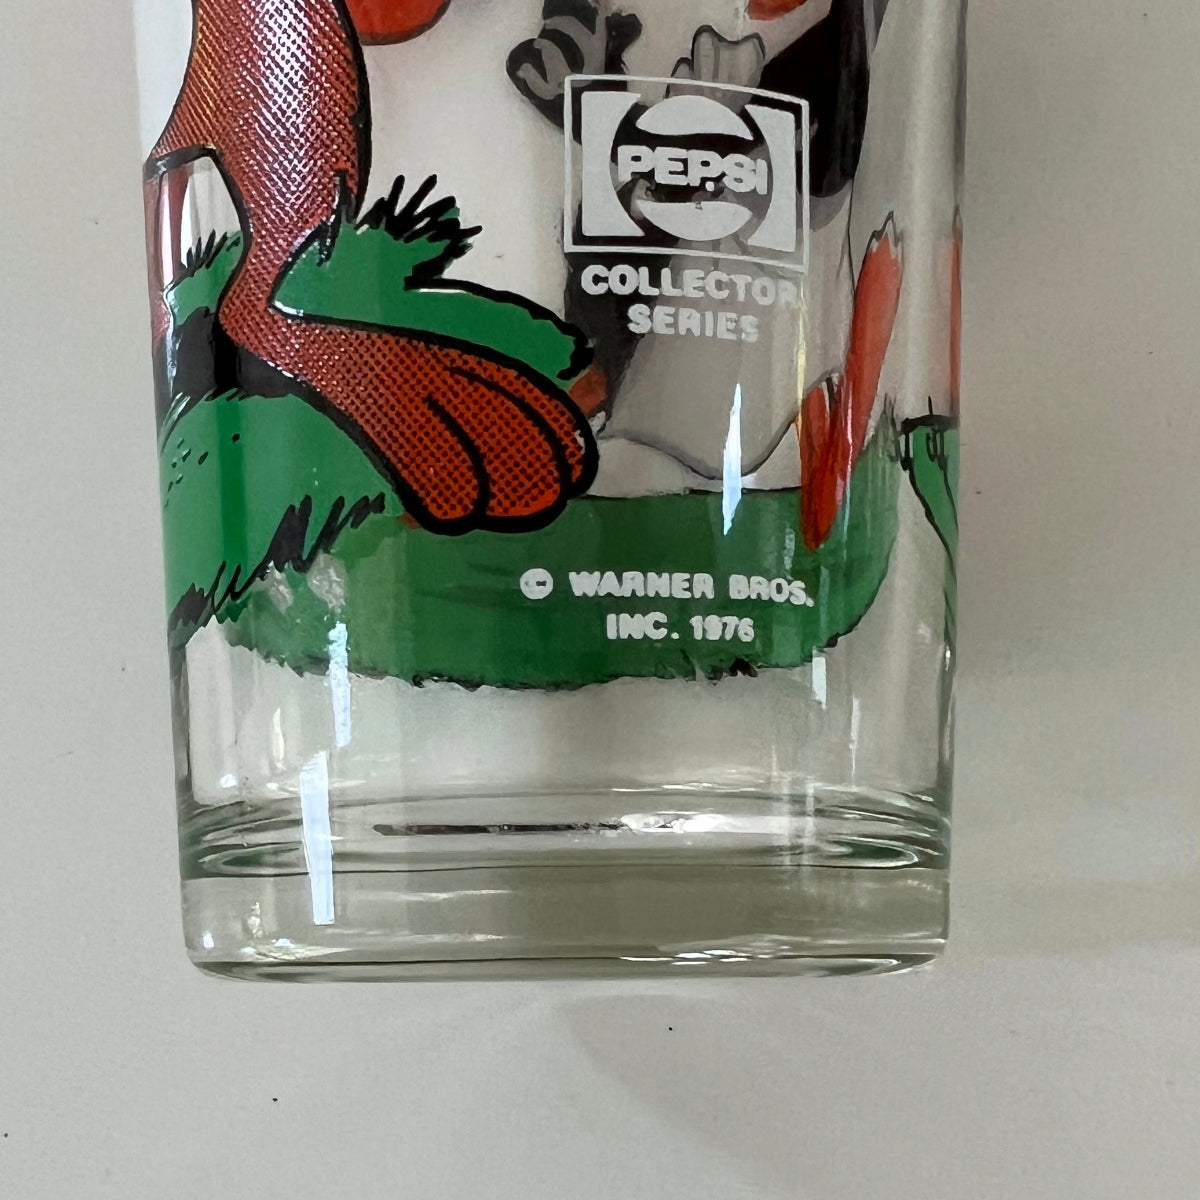 PEPSI
COLLECTOR
SERIES
© WARNER BROS.
INC. 1976